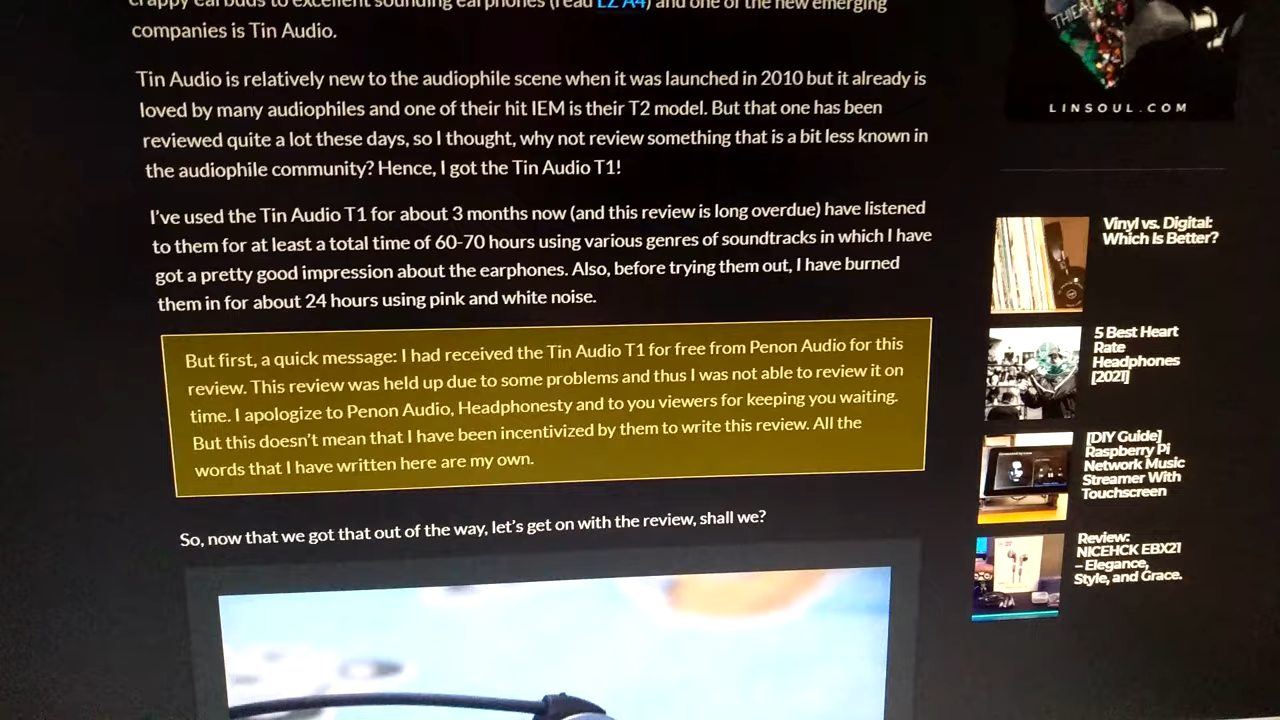 crappy earbuds to excellent sounding earphones (read EZ A4) and one of the new emerging
companies is Tin Audio.
Tin Audio is relatively new to the audiophile scene when it was launched in 2010 but it already is
loved by many audiophiles and one of their hit IEM is their T2 model. But that one has been
reviewed quite a lot these days, so I thought, why not review something that is a bit less known in
the audiophile community? Hence, I got the Tin Audio T1!
I've used the Tin Audio T1 for about 3 months now (and this review is long overdue) have listened
to them for at least a total time of 60-70 hours using various genres of soundtracks in which I have
got a pretty good impression about the earphones. Also, before trying them out, I have burned
them in for about 24 hours using pink and white noise.
But first, a quick message: I had received the Tin Audio T1 for free from Penon Audio for this
review. This review was held up due to some problems and thus I was not able to review it on
time. I apologize to Penon Audio, Headphonesty and to you viewers for keeping you waiting.
But this doesn't mean that I have been incentivized by them to write this review. All the
words that I have written here are my own.
So, now that we got that out of the way, let's get on with the review, shall we?
LINSOUL.COM
Vinyl vs. Digital:
Which Is Better?
5 Best Heart
Rate
Headphones
[2021]
[DIY Guide]
Raspberry Pi
Network Music
Streamer With
Touchscreen
Review:
NICEHCK EBX21
– Elegance,
Style, and Grace.